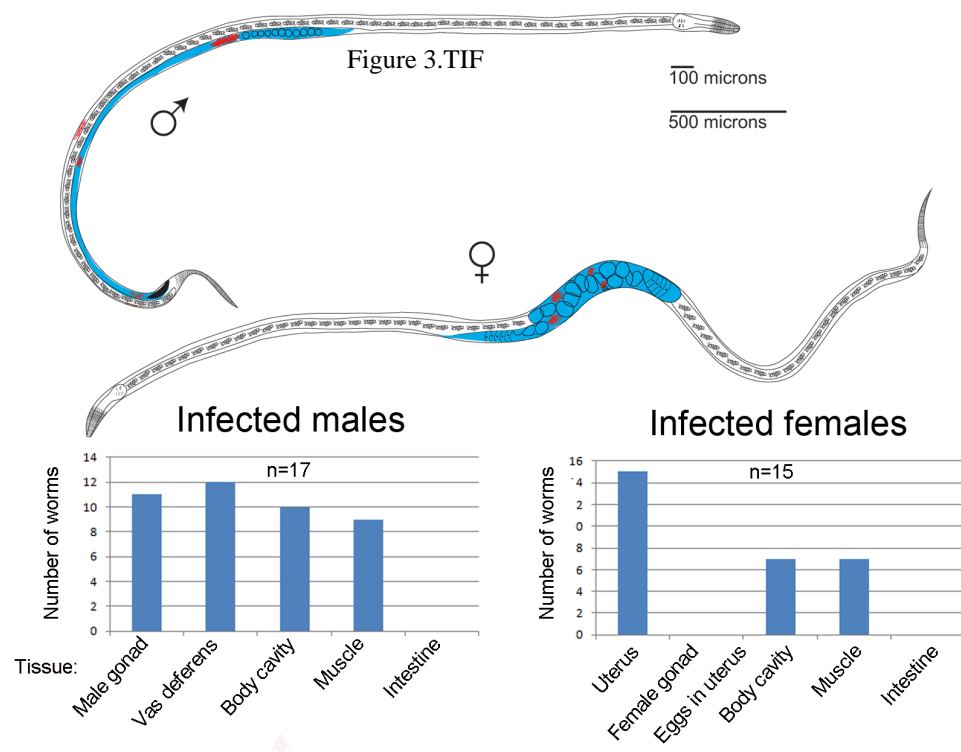 Figure 3.TIF
100 microns
500 microns
♂
♀
Infected males
n=17
Number of worms
14
12
10
8
6
4
2
0
Tissue:
Male gonad
Vas deferens
Body cavity
Muscle
Intestine
Infected females
n=15
Number of worms
16
4
2
0
8
6
4
2
0
Uterus
Female gonad
Eggs in uterus
Body cavity
Muscle
Intestine